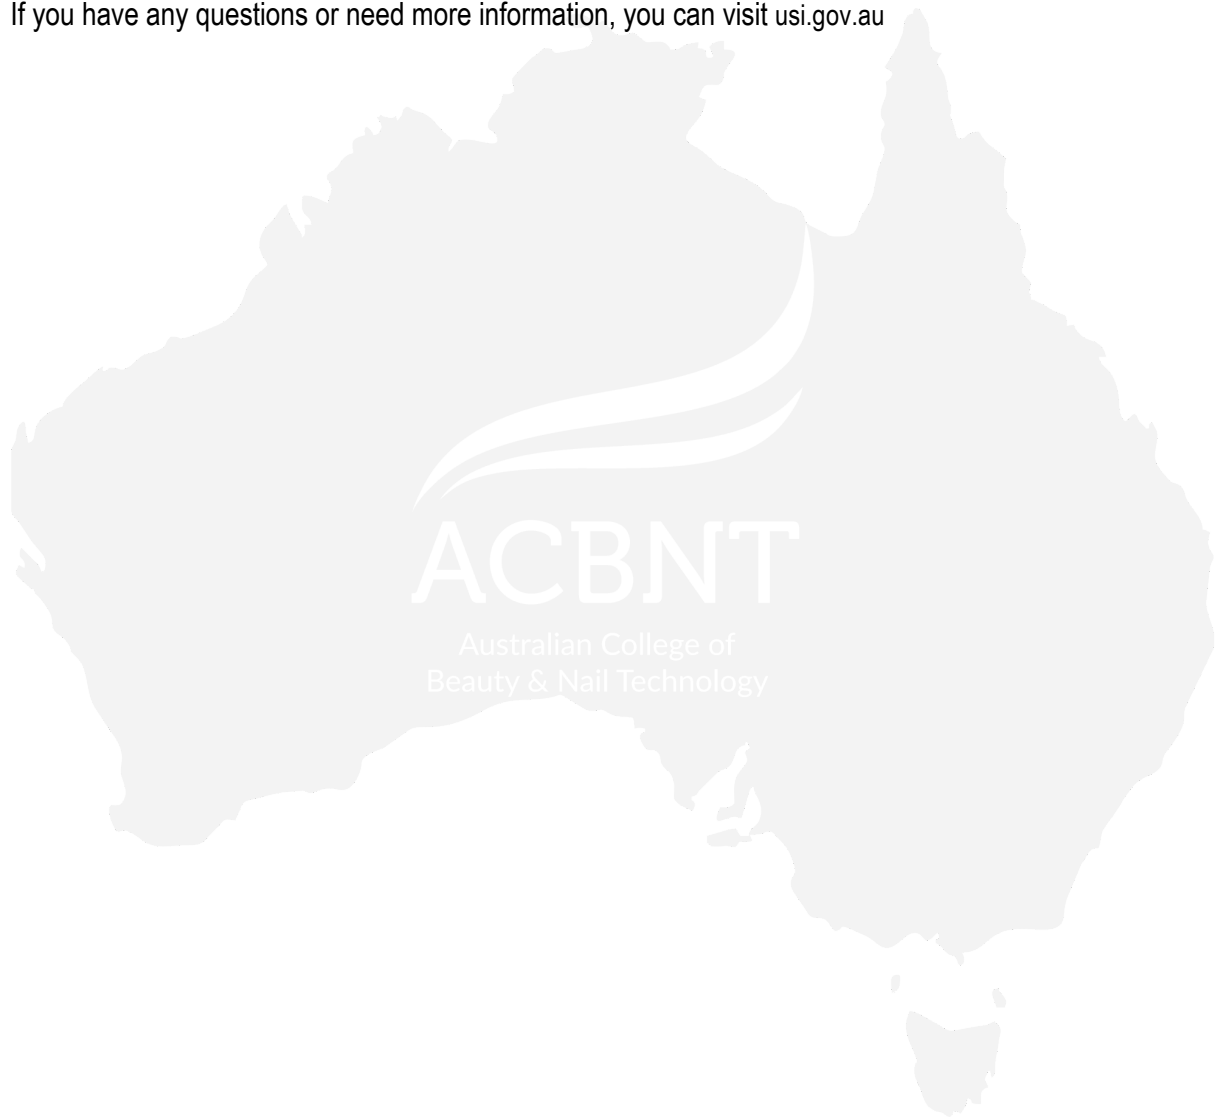 If you have any questions or need more information, you can visit usi.gov.au
ACBNT
Australian College of
Beauty & Nail Technology